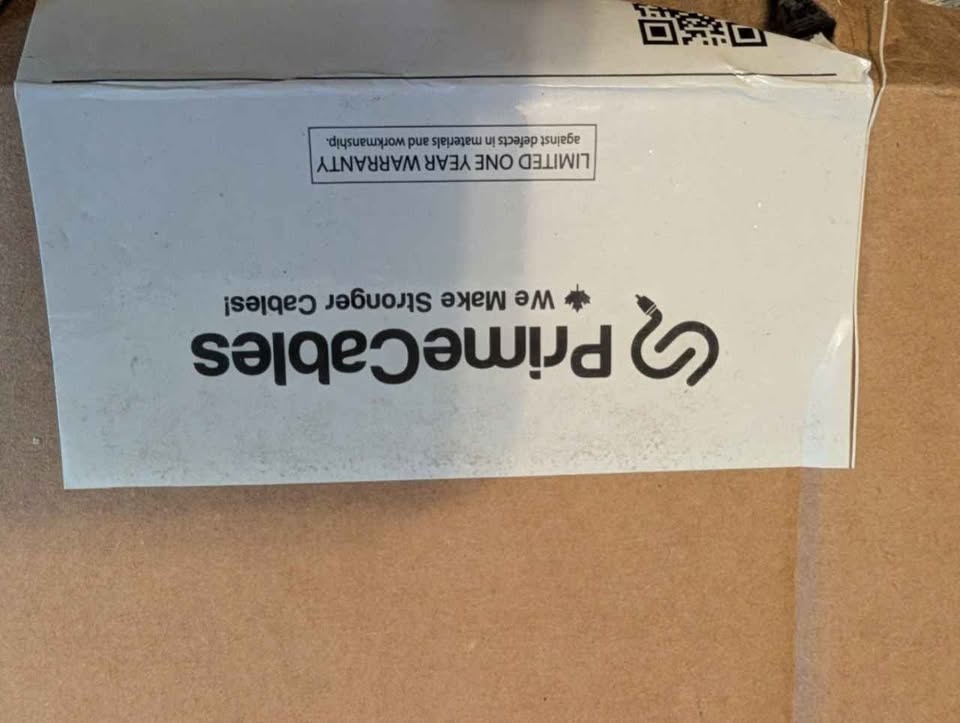 PrimeCables
We Make Stronger Cables!
LIMITED ONE YEAR WARRANTY
against defects in materials and workmanship.